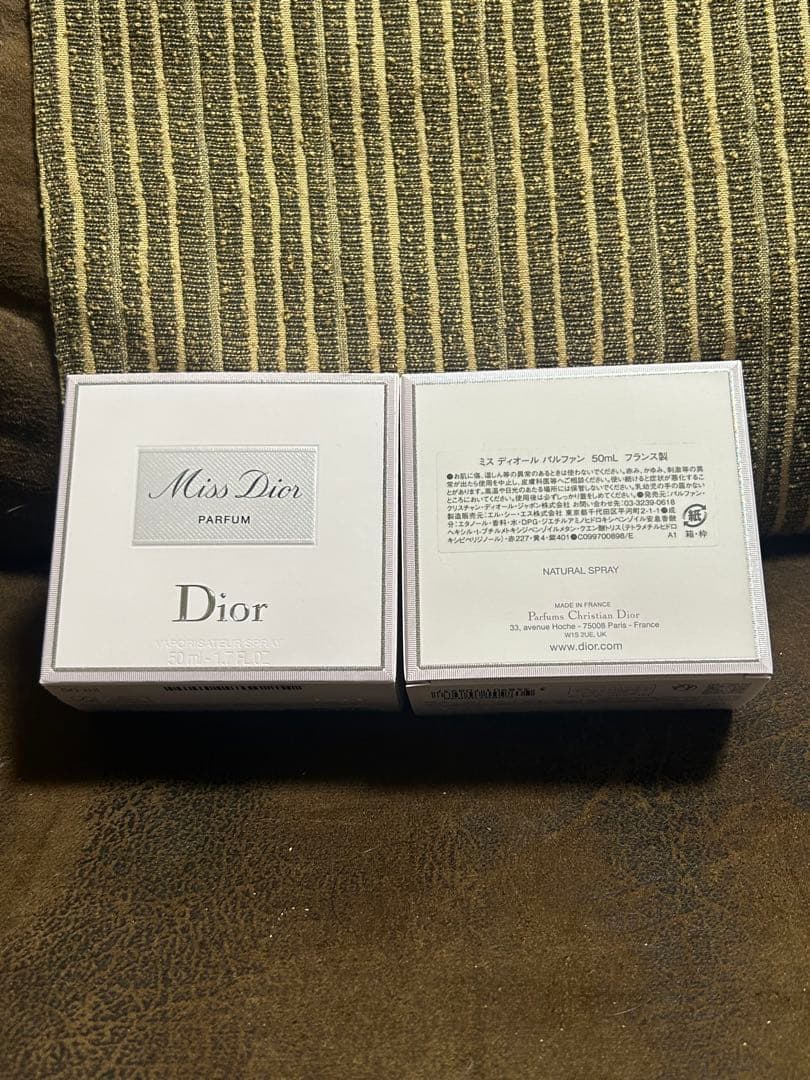 Miss Dior
PARFUM
Dior
VAPORISATEUR SPRAY
50 ml - 1.7 FL.OZ
50 ml
ミス ディオール パルファン 50mL フランス製
●お肌に傷、湿しん等の異常のあるときは使わないでください。赤み、かゆみ、刺激等の異
常が出たら使用を中止し、皮膚科医等へご相談ください。使い続けると症状が悪化するこ
とがあります。高温や日光のあたる場所には保管しないでください。乳幼児の手の届かない
ところにおいてください。使用後は必ずしっかり蓋をしめてください。●発売元:パルファン・
クリスチャン・ディオール・ジャポン株式会社 お問い合わせ先:03-3239-0618
製造販売元:エル・シー・エス株式会社 東京都千代田区平河町2-1-1●成
分:エタノール・香料・水・DPG・ジエチルアミノヒドロキシベンゾイル安息香酸
ヘキシル・t-ブチルメトキシジベンゾイルメタン・クエン酸トリス(テトラメチルヒドロ
キシピペリジノール)・赤227・黄4・紫401●C099700898/E
紙
A1 箱・枠
NATURAL SPRAY
MADE IN FRANCE
Parfums Christian Dior
33, avenue Hoche - 75008 Paris - France
W1S 2UE, UK
www.dior.com